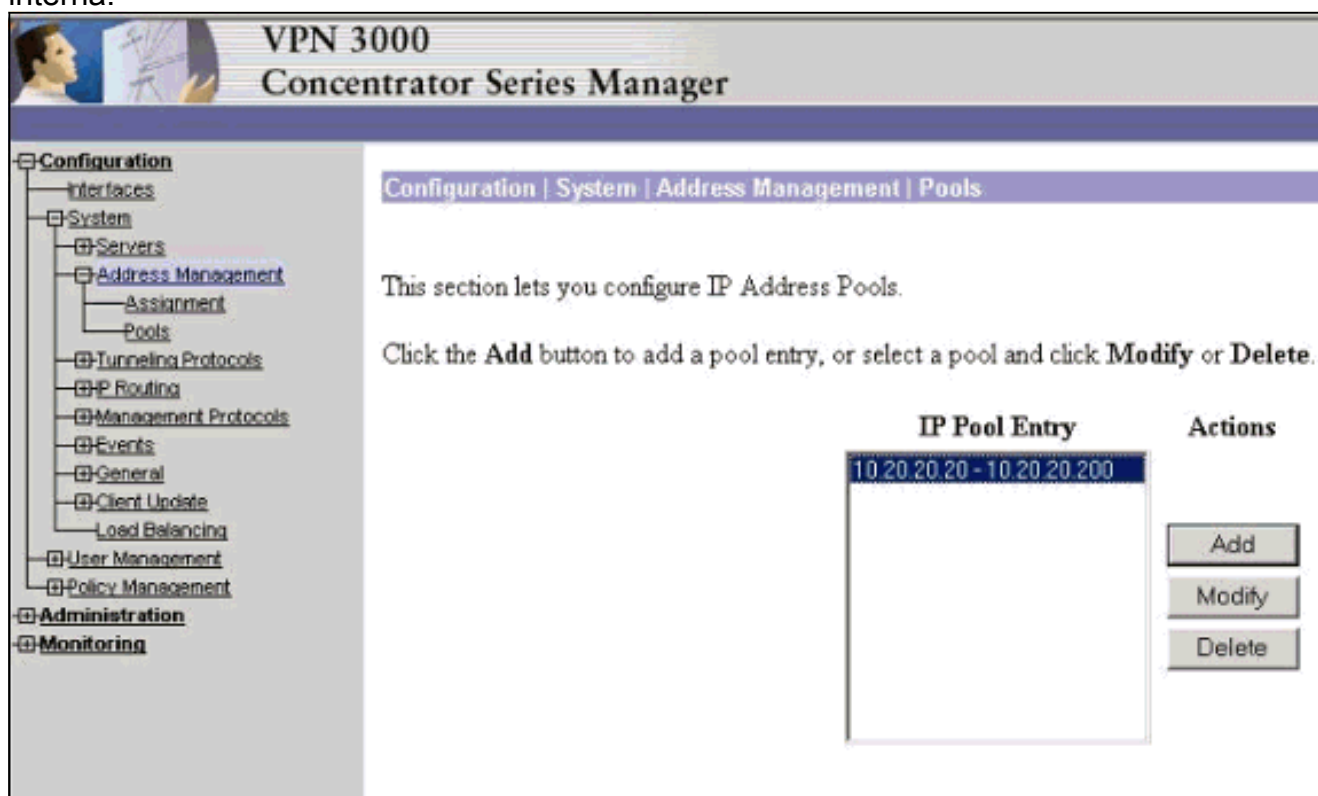 interna.
VPN 3000
Concentrator Series Manager
Configuration
Interfaces
System
Servers
Address Management
Assignment
Pools
Tunneling Protocols
IP Routing
Management Protocols
Events
General
Client Update
Load Balancing
User Management
Policy Management
Administration
Monitoring
Configuration | System | Address Management | Pools
This section lets you configure IP Address Pools.
Click the Add button to add a pool entry, or select a pool and click Modify or Delete.
IP Pool Entry
Actions
10.20.20.20 - 10.20.20.200
Add
Modify
Delete